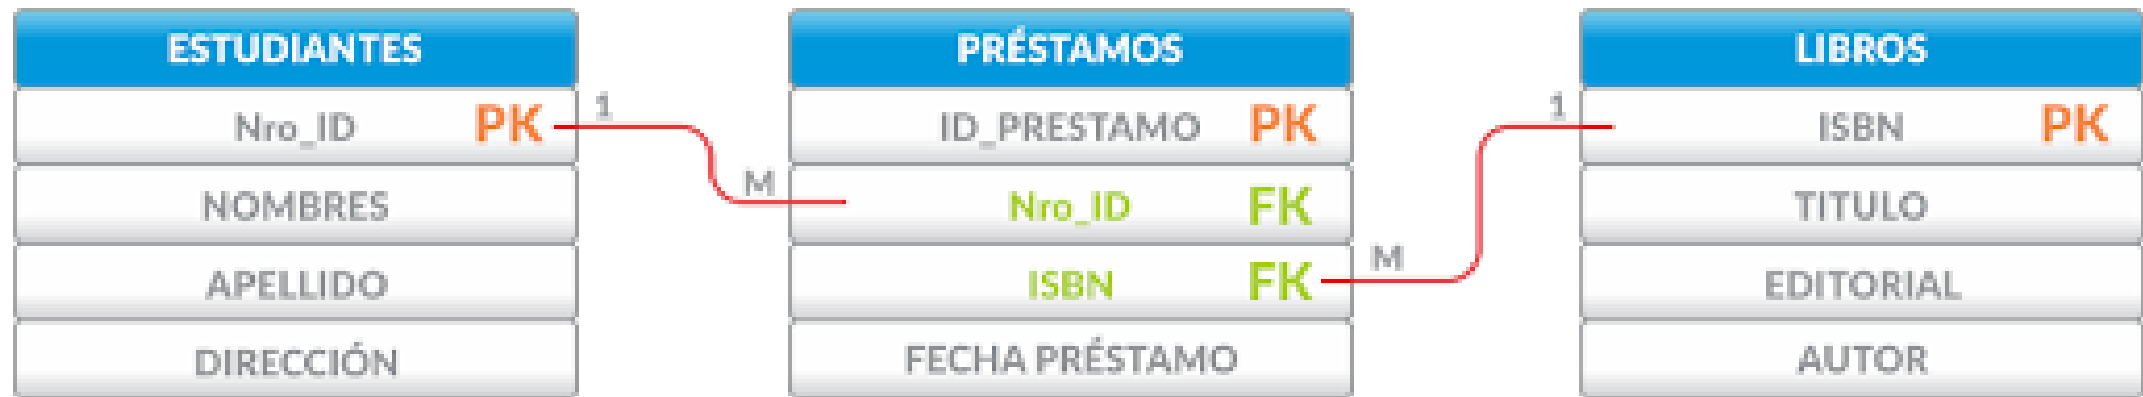 ESTUDIANTES
Nro_ID PK
NOMBRES
APELLIDO
DIRECCIÓN
1
M
PRÉSTAMOS
ID_PRESTAMO PK
Nro_ID FK
ISBN FK
FECHA PRÉSTAMO
M
1
LIBROS
ISBN PK
TITULO
EDITORIAL
AUTOR